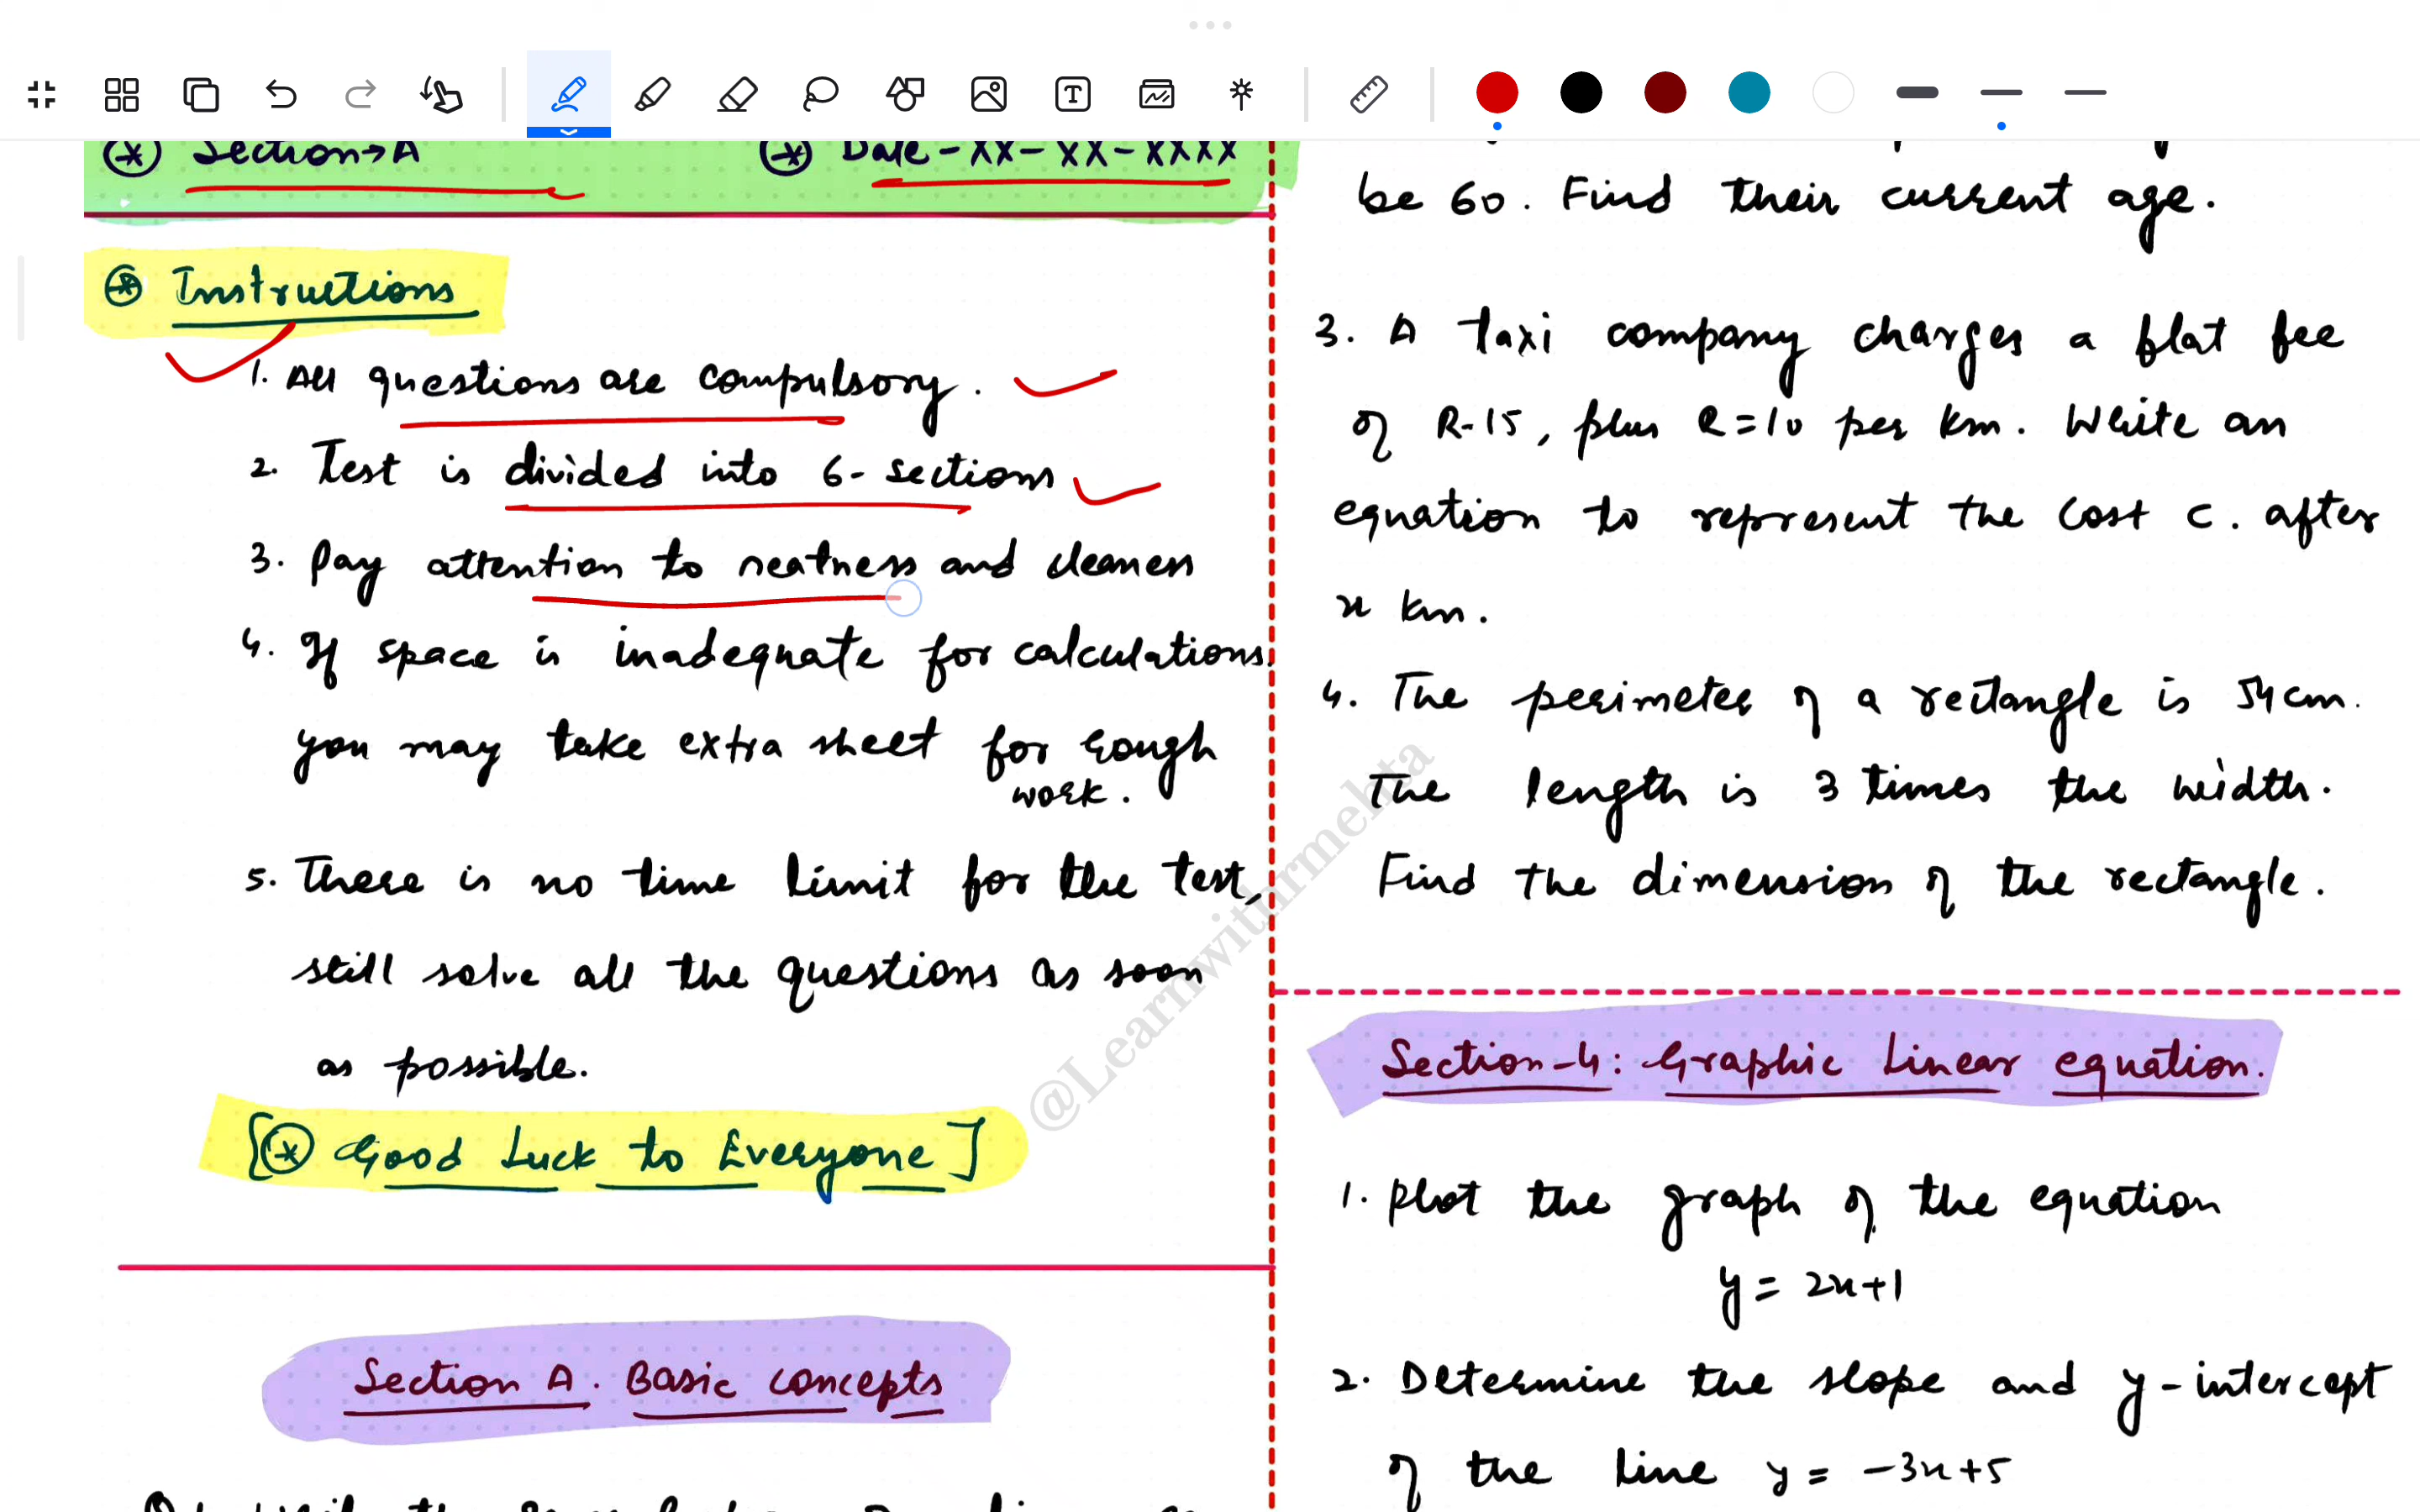 Section→A
Date - XX - XX - XXXX
Instructions
1. All questions are compulsory.
2. Test is divided into 6- sections
3. Pay attention to neatness and cleanness
4. If space is inadequate for calculations.
you may take extra sheet for rough
work.
5. There is no time limit for the test,
still solve all the questions as soon
as possible.
[ Good Luck to Everyone ]
Section A. Basic concepts
be 60. Find their current age.
3. A taxi company charges a flat fee
of R-15, plus R=10 per km. Write an
equation to represent the cost c. after
x km.
4. The perimeter of a rectangle is 54cm.
The length is 3 times the width.
Find the dimension of the rectangle.
Section-4: Graphic Linear equation.
1. Plot the graph of the equation
y = 2x+1
2. Determine the slope and y-intercept
of the line y = -3x+5
@Learnwithrmehta